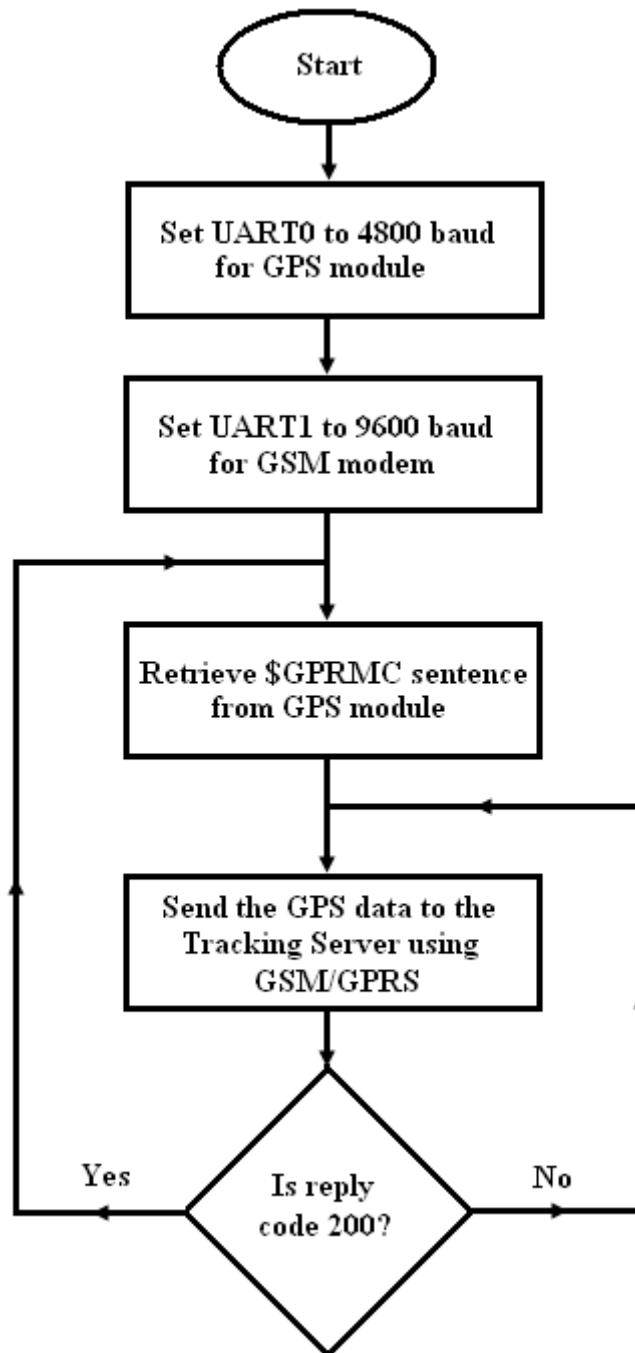 Start
Set UART0 to 4800 baud
for GPS module
Set UART1 to 9600 baud
for GSM modem
Retrieve $GPRMC sentence
from GPS module
Send the GPS data to the
Tracking Server using
GSM/GPRS
Yes
Is reply
code 200?
No